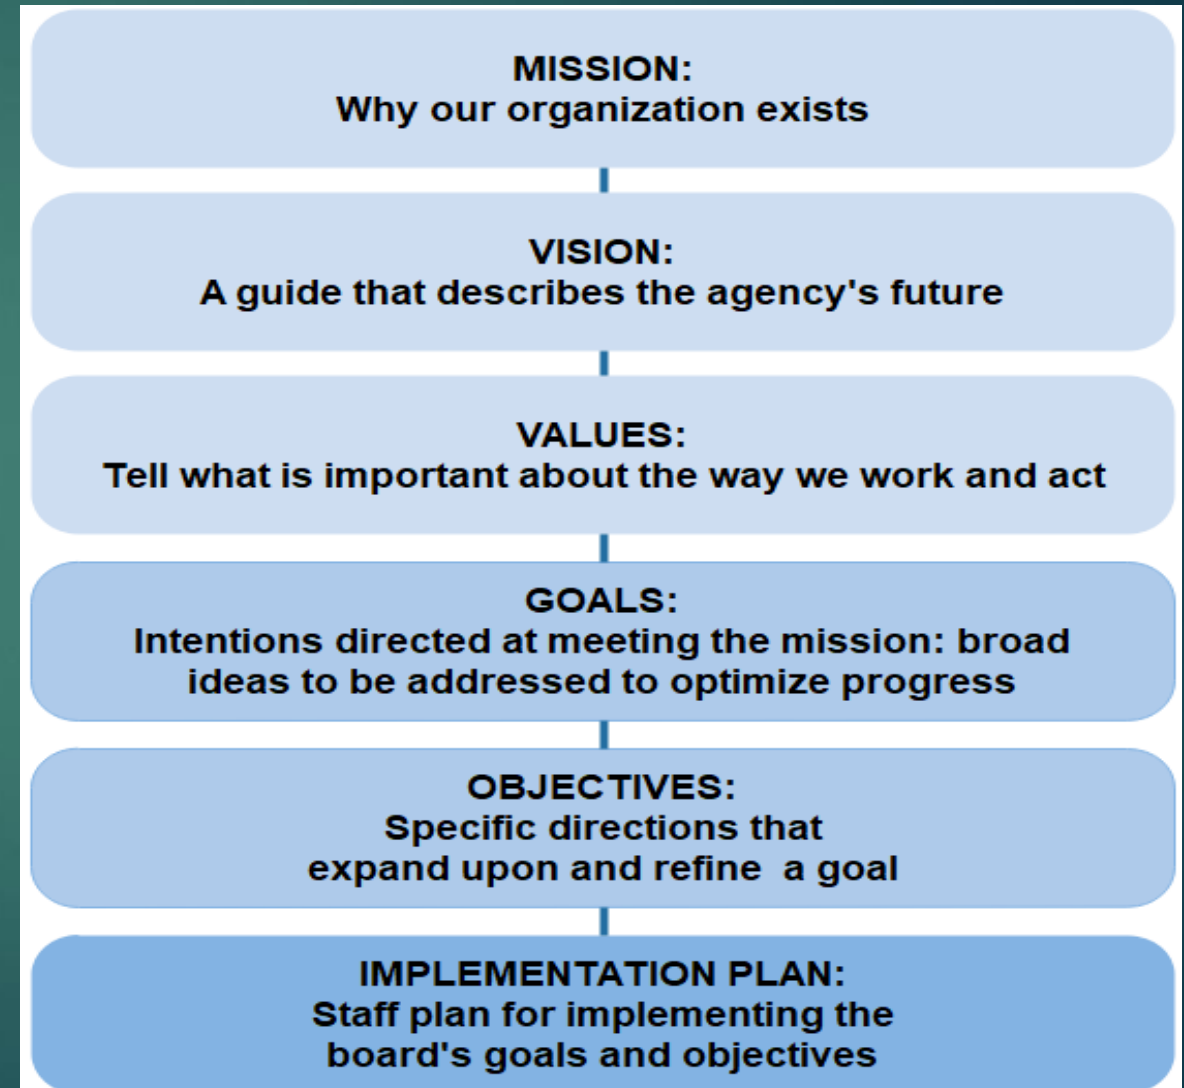 MISSION:
Why our organization exists
VISION:
A guide that describes the agency's future
VALUES:
Tell what is important about the way we work and act
GOALS:
Intentions directed at meeting the mission: broad
ideas to be addressed to optimize progress
OBJECTIVES:
Specific directions that
expand upon and refine  a goal
IMPLEMENTATION PLAN:
Staff plan for implementing the
board's goals and objectives